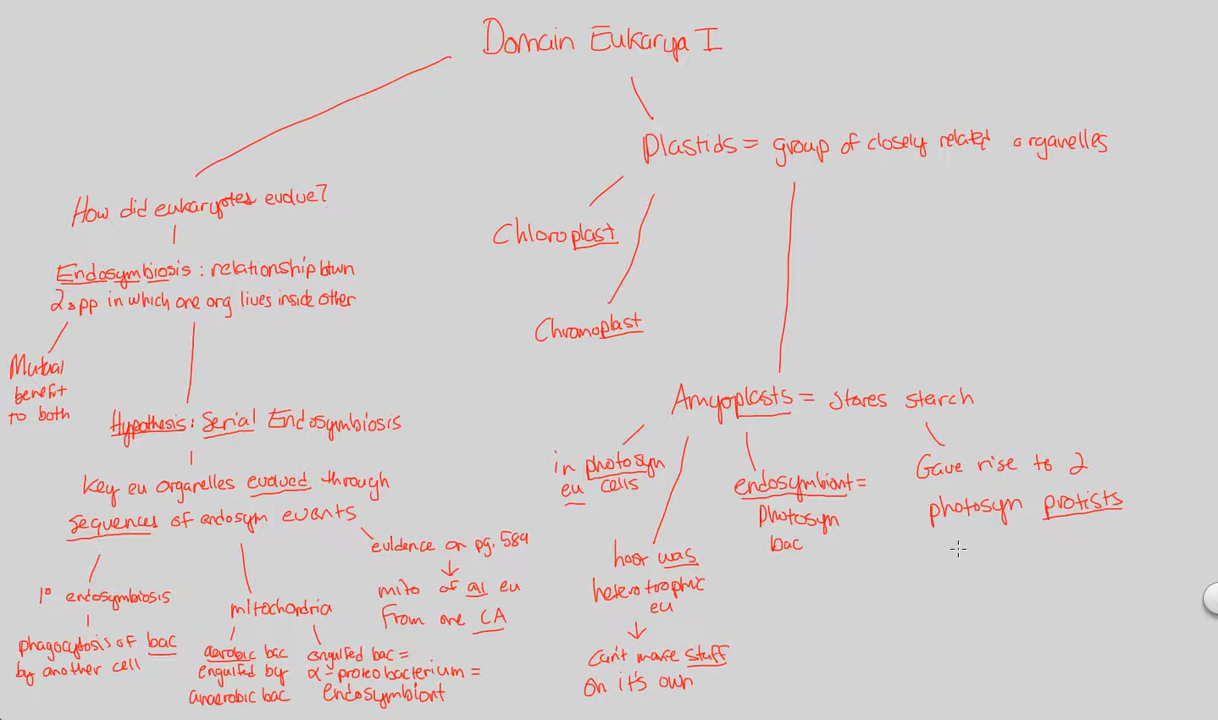 Domain Eukarya I
How did eukaryotes evolve?
Endosymbiosis : relationship btwn
2 spp in which one org lives inside other
Mutual
benefit
to both
Hypothesis : Serial Endosymbiosis
Key eu organelles evolved through
sequences of endosym events
1° endosymbiosis
phagocytosis of bac
by another cell
mitochondria
aerobic bac
engulfed by
anaerobic bac
engulfed bac =
α-proteobacterium =
endosymbiont
evidence on pg. 589
mito of all eu
From one CA
Plastids = group of closely related organelles
Chloroplast
Chromoplast
Amyoplasts = stores starch
in photosyn
eu cells
host was
heterotrophic
eu
Can't make stuff
on it's own
endosymbiont =
photosyn
bac
Gave rise to 2
photosyn protists